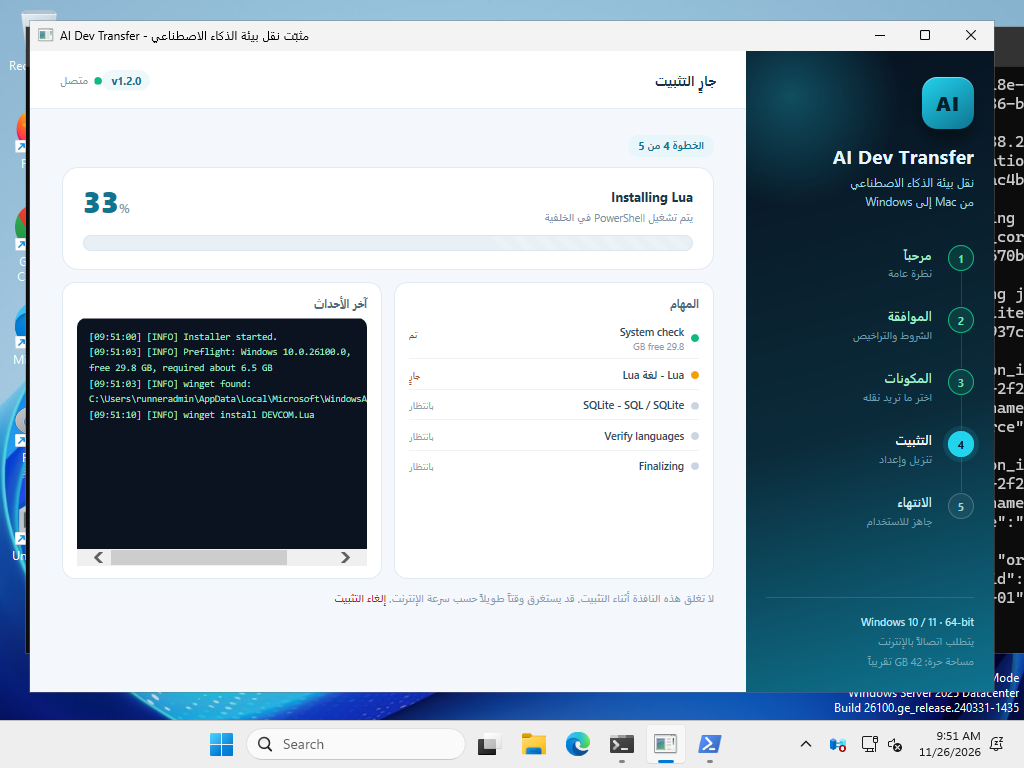 AI Dev Transfer - مثبّت نقل بيئة الذكاء الاصطناعي
جارٍ التثبيت
v1.2.0
متصل
الخطوة 4 من 5
Installing Lua
يتم تشغيل PowerShell في الخلفية
33%
المهام
System check
29.8 GB free
تم
Lua - لغة Lua
جارٍ
SQLite - SQL / SQLite
بانتظار
Verify languages
بانتظار
Finalizing
بانتظار
آخر الأحداث
[09:51:00] [INFO] Installer started.
[09:51:03] [INFO] Preflight: Windows 10.0.26100.0,
free 29.8 GB, required about 6.5 GB
[09:51:03] [INFO] winget found:
C:\Users\runneradmin\AppData\Local\Microsoft\WindowsA
[09:51:10] [INFO] winget install DEVCOM.Lua
لا تغلق هذه النافذة أثناء التثبيت. قد يستغرق وقتاً طويلاً حسب سرعة الإنترنت. إلغاء التثبيت
AI
AI Dev Transfer
نقل بيئة الذكاء الاصطناعي
من Mac إلى Windows
1
مرحباً
نظرة عامة
2
الموافقة
الشروط والتراخيص
3
المكونات
اختر ما تريد نقله
4
التثبيت
تنزيل وإعداد
5
الانتهاء
جاهز للاستخدام
Windows 10 / 11 · 64-bit
يتطلب اتصالاً بالإنترنت
مساحة حرة: 42 GB تقريباً
Mode
Windows Server 2025 Datacenter
Build 26100.ge_release.240331-1435
Search
9:51 AM
11/26/2026